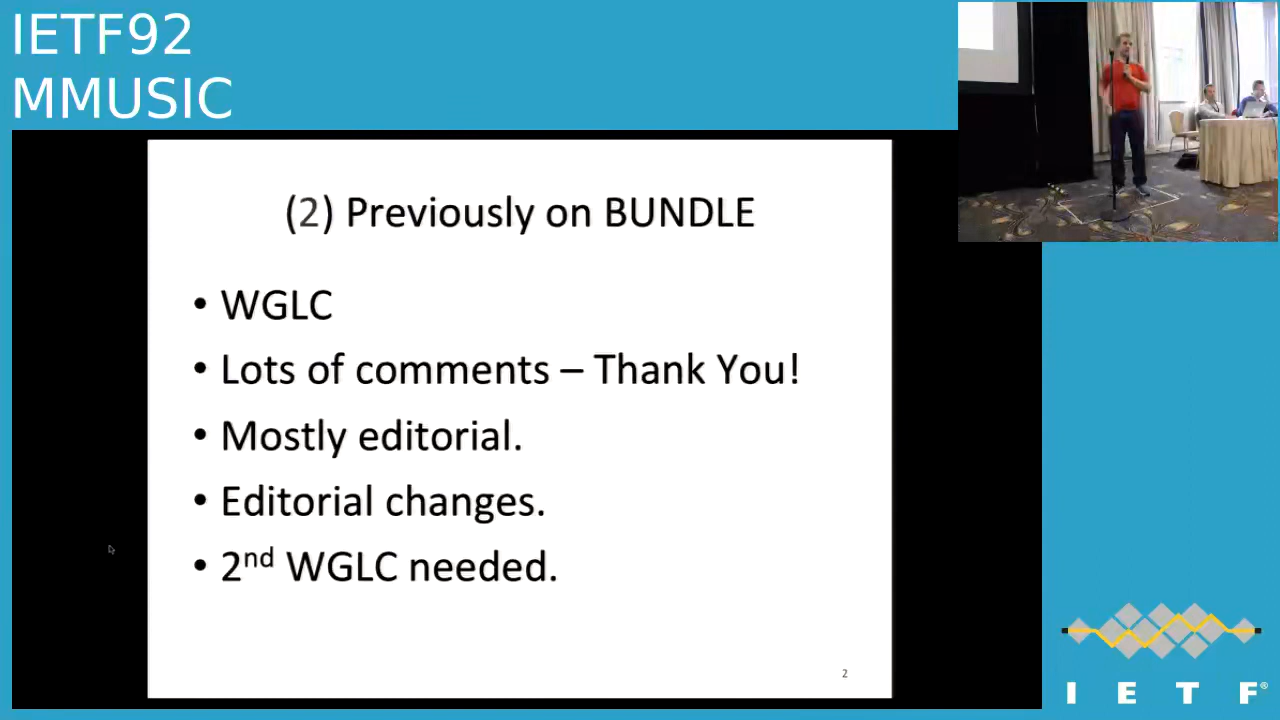 IETF92
MMUSIC
(2) Previously on BUNDLE
• WGLC
• Lots of comments – Thank You!
• Mostly editorial.
• Editorial changes.
• 2nd WGLC needed.
2
I E T F®